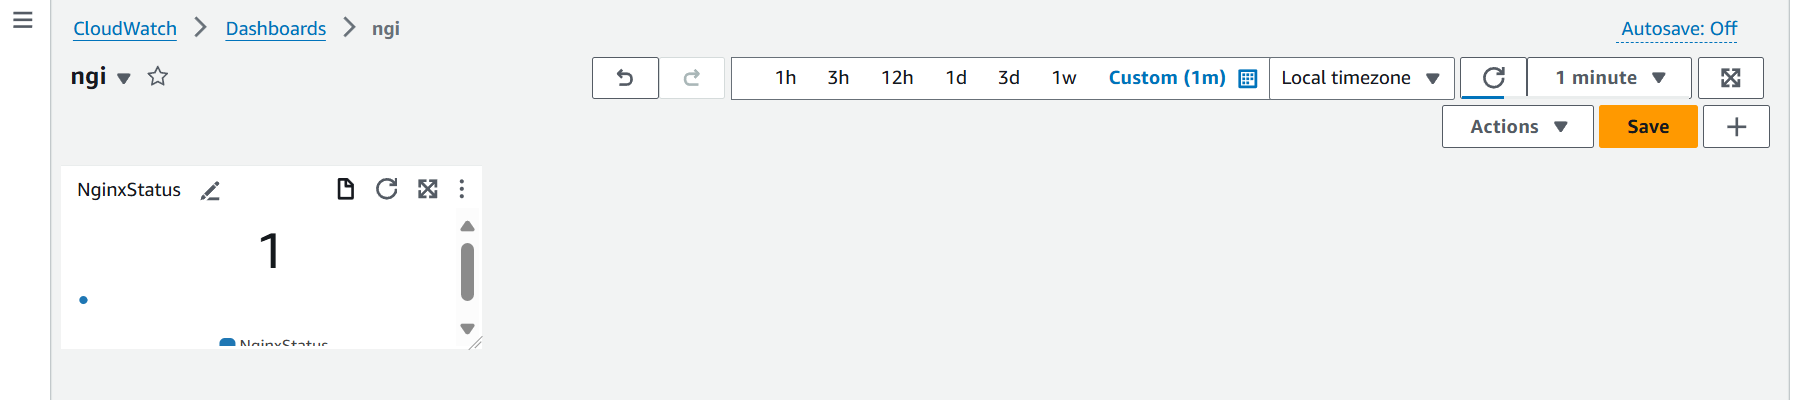 CloudWatch > Dashboards > ngi Autosave: Off
ngi 1h 3h 12h 1d 3d 1w Custom (1m) Local timezone 1 minute
Actions Save
NginxStatus
1
NginxStatus